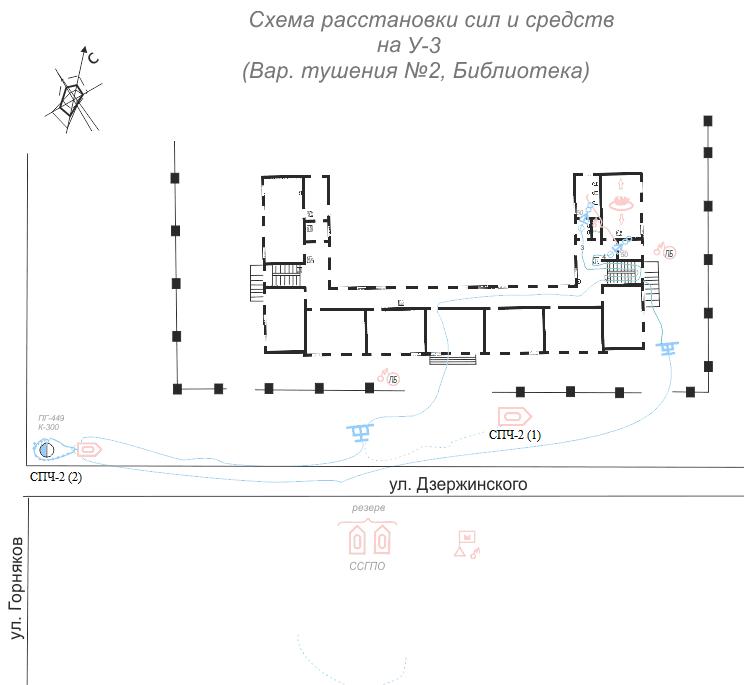 Схема расстановки сил и средств
на У-3
(Вар. тушения №2, Библиотека)
С
ЛБ
ЛБ
ПГ-449
К-300
СПЧ-2 (1)
СПЧ-2 (2)
ул. Дзержинского
резерв
ССГПО
ул. Горняков